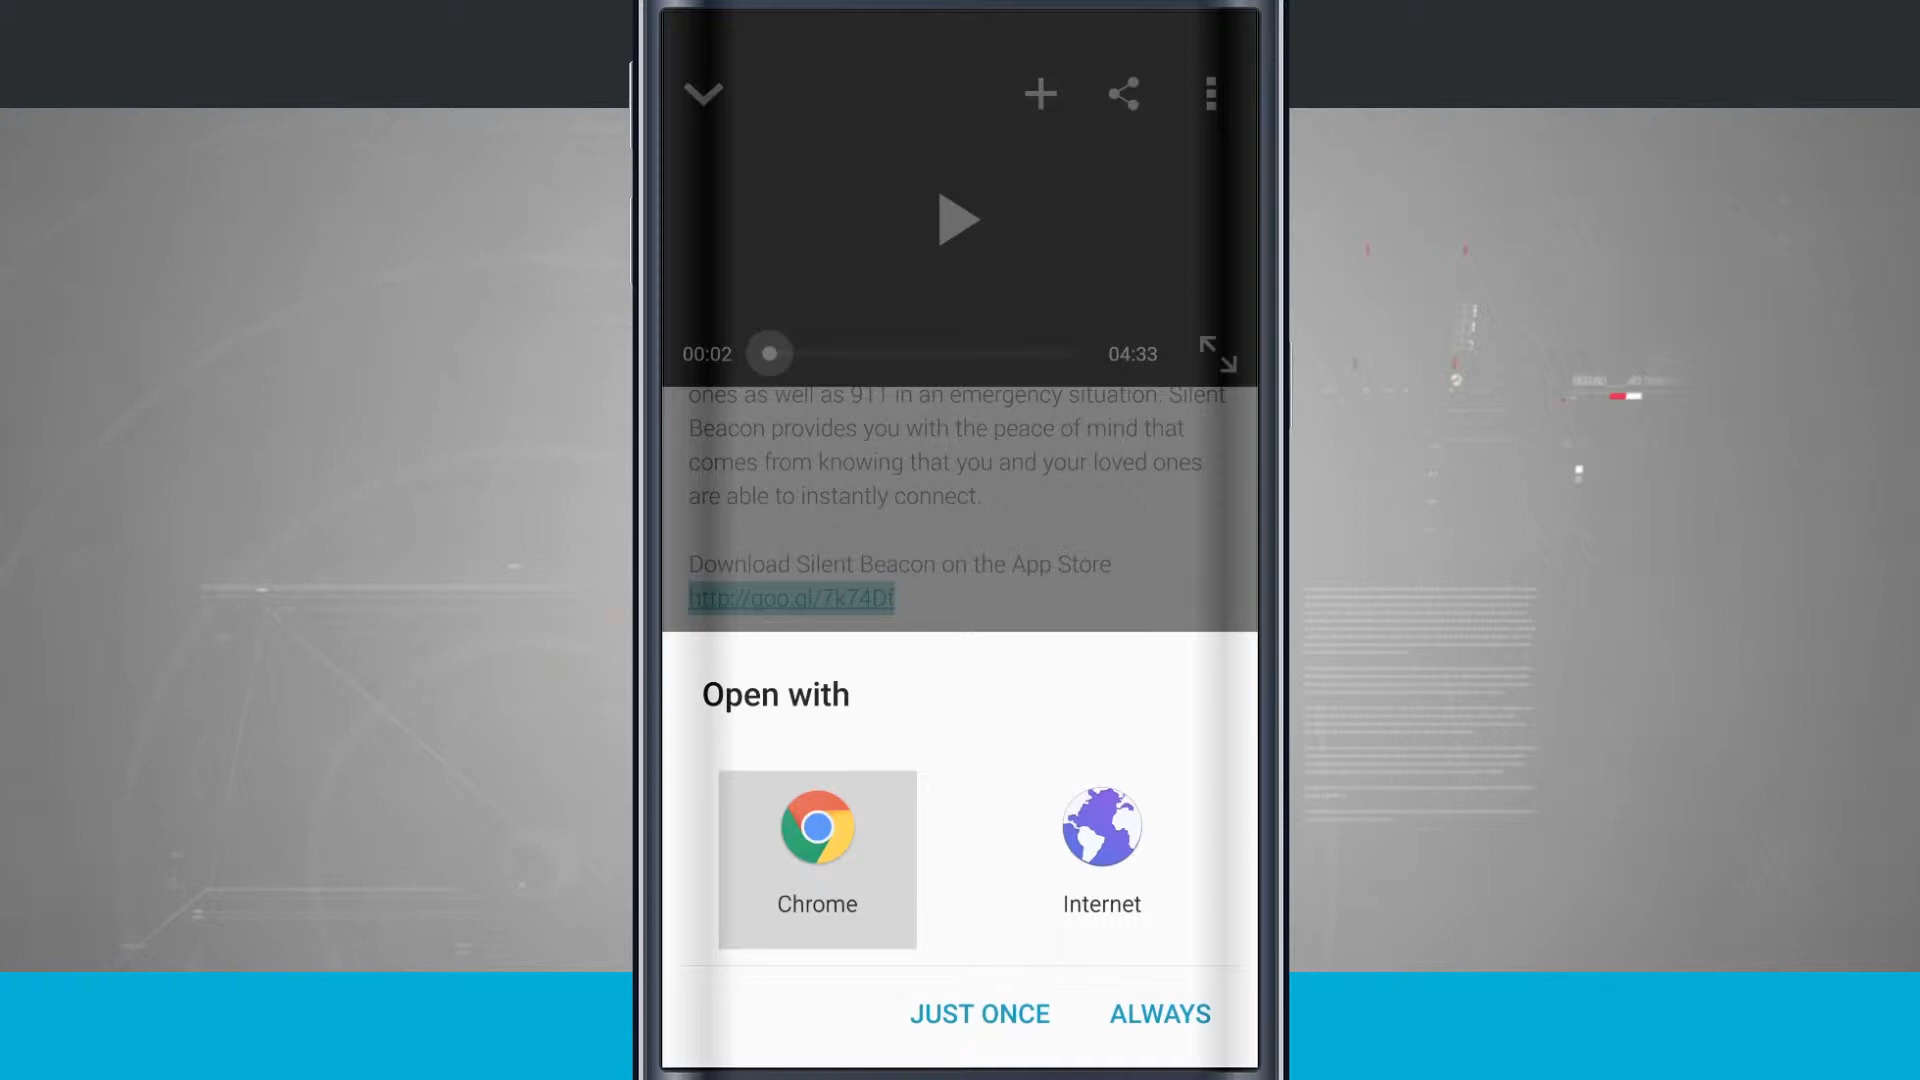 00:02
04:33
ones as well as 911 in an emergency situation. Silent
Beacon provides you with the peace of mind that
comes from knowing that you and your loved ones
are able to instantly connect.
Download Silent Beacon on the App Store
http://goo.gl/7k74Df
Open with
Chrome
Internet
JUST ONCE
ALWAYS